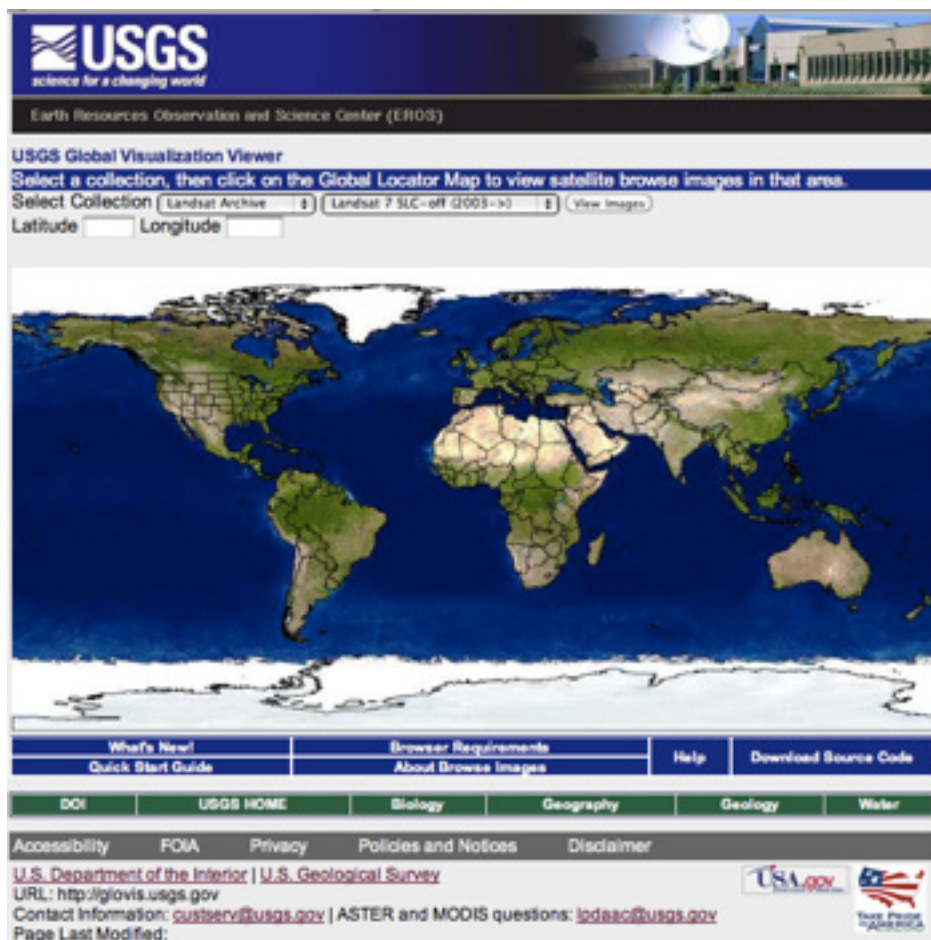 USGS
science for a changing world
Earth Resources Observation and Science Center (EROS)
USGS Global Visualization Viewer
Select a collection, then click on the Global Locator Map to view satellite browse images in that area.
Select Collection Landsat Archive Landsat 7 SLC-off (2003->) View Images
Latitude Longitude
What's New! Browser Requirements
Help Download Source Code
Quick Start Guide About Browse Images
DOI USGS HOME Biology Geography Geology Water
Accessibility FOIA Privacy Policies and Notices Disclaimer
U.S. Department of the Interior | U.S. Geological Survey
URL: http://glovis.usgs.gov
USA.gov
Contact Information: custserv@usgs.gov | ASTER and MODIS questions: lpdaac@usgs.gov
TAKE PRIDE
IN AMERICA
Page Last Modified: